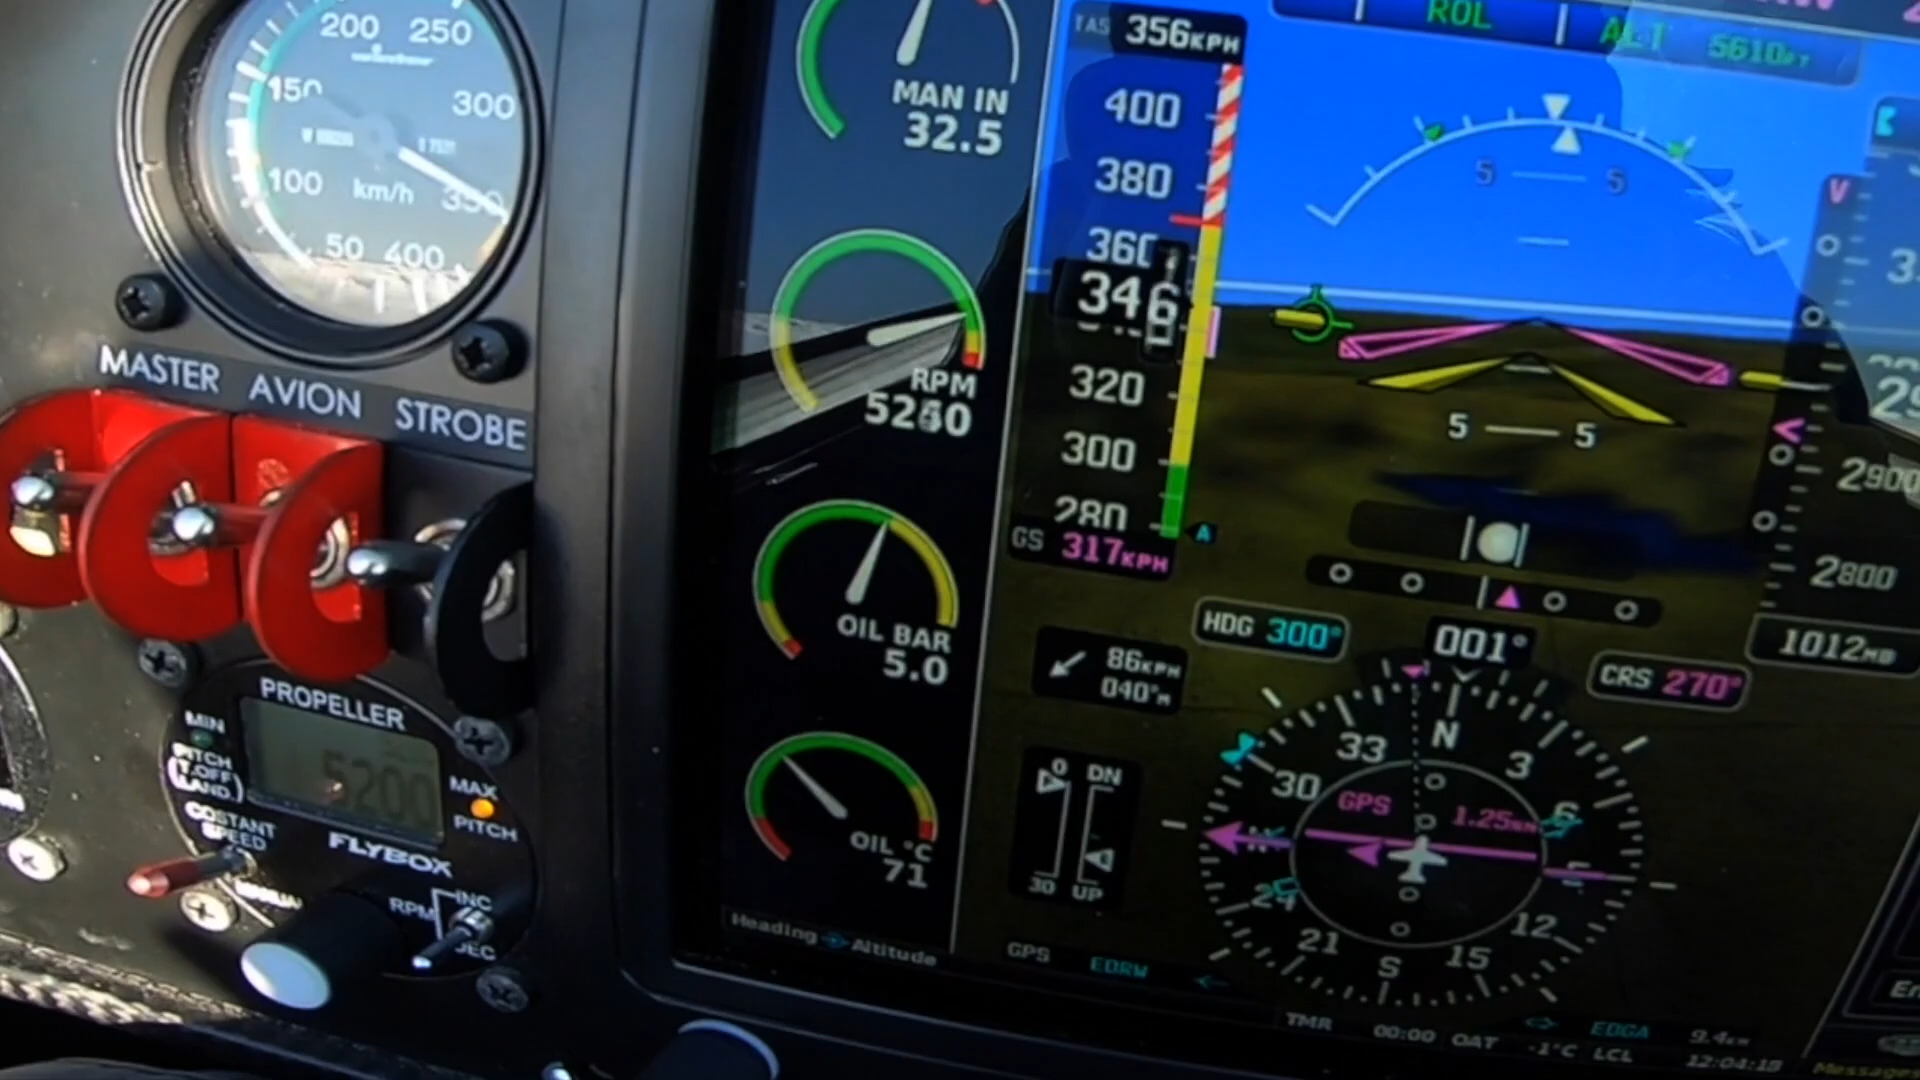 200 250
150 300
100 km/h 350
50 400
MASTER AVION STROBE
PROPELLER
MIN
PITCH
(T.OFF
LAND.)
5200
MAX
PITCH
COSTANT
SPEED
FLYBOX
RPM INC
DEC
MAN IN
32.5
RPM
OIL BAR
5.0
OIL °C
71
Heading Altitude
TAS 356KPH
400
380
360
346
320
300
280
GS 317KPH
A
ROL ALT 5610FT
5 5
5 5
V
2900
2800
1012MB
HDG 300° 001° CRS 270°
86KPH
040°M
0 DN
30 UP
N 3 6 E 12 15 S 21 24 30 33
GPS 1.25NM
GPS EDRW
TMR 00:00 OAT -1°C LCL 12:04:18
EDGA 9.4NM
Messages